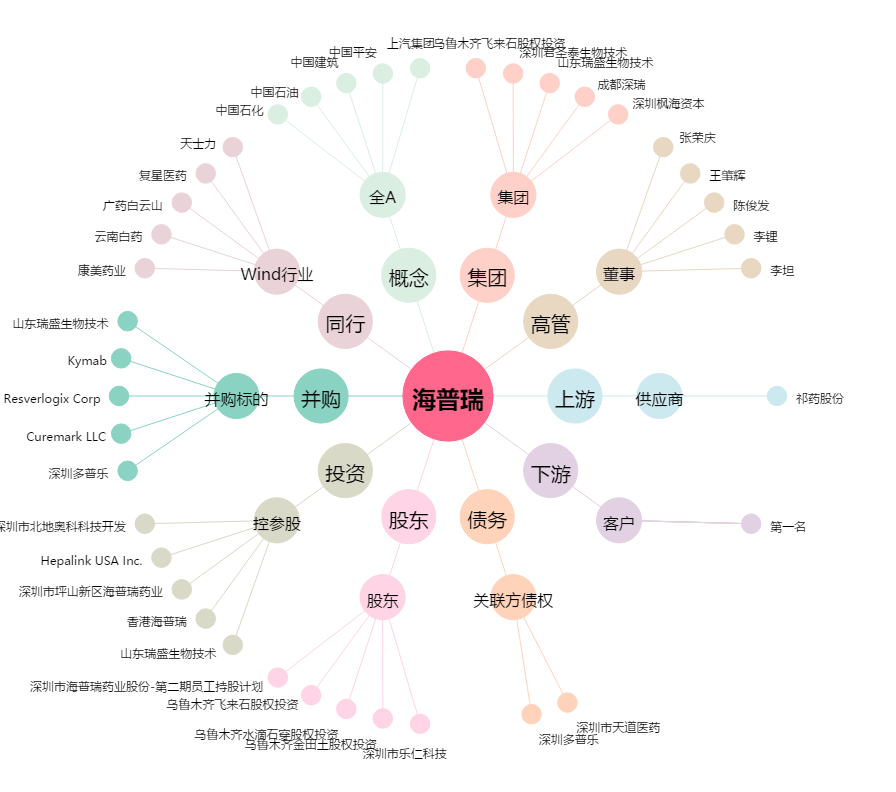 上汽集团
乌鲁木齐飞来石股权投资
中国平安
深圳君圣泰生物技术
中国建筑
山东瑞盛生物技术
中国石油
成都深瑞
中国石化
深圳枫海资本
天士力
张荣庆
复星医药
王肇辉
广药白云山
全A
集团
陈俊发
云南白药
李锂
康美药业
Wind行业
概念
集团
董事
李坦
山东瑞盛生物技术
同行
高管
Kymab
Resverlogix Corp
并购标的
并购
海普瑞
上游
供应商
祁药股份
Curemark LLC
深圳多普乐
投资
下游
深圳市北地奥科科技开发
控参股
股东
债务
客户
第一名
Hepalink USA Inc.
深圳市坪山新区海普瑞药业
股东
关联方债权
香港海普瑞
山东瑞盛生物技术
深圳市海普瑞药业股份-第二期员工持股计划
乌鲁木齐飞来石股权投资
深圳市天道医药
乌鲁木齐水滴石穿股权投资
深圳多普乐
乌鲁木齐金田土股权投资
深圳市乐仁科技